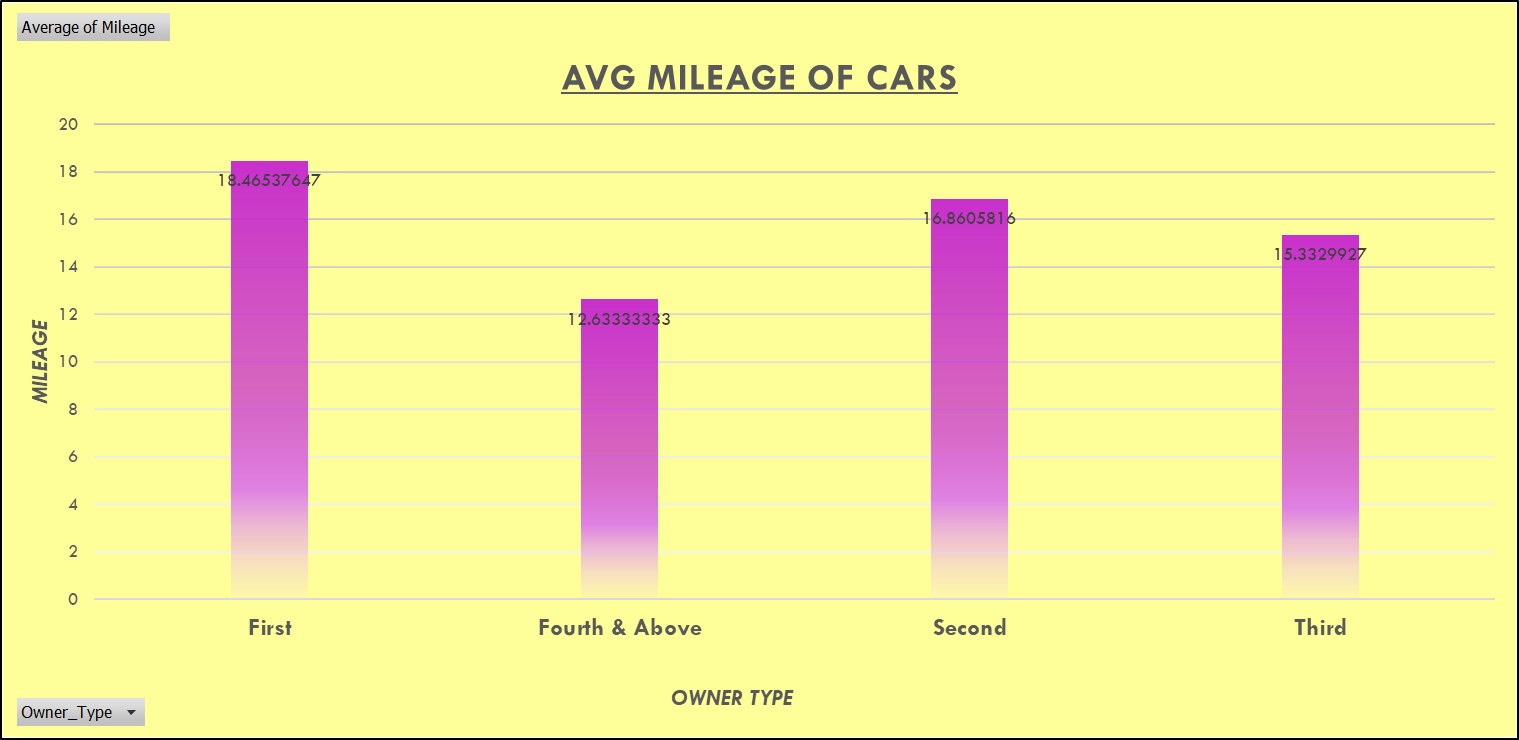 Average of Mileage
AVG MILEAGE OF CARS
20
18
16
14
12
10
8
6
4
2
0
MILEAGE
18.46537647
12.63333333
16.8605816
15.3329927
First
Fourth & Above
Second
Third
OWNER TYPE
Owner_Type